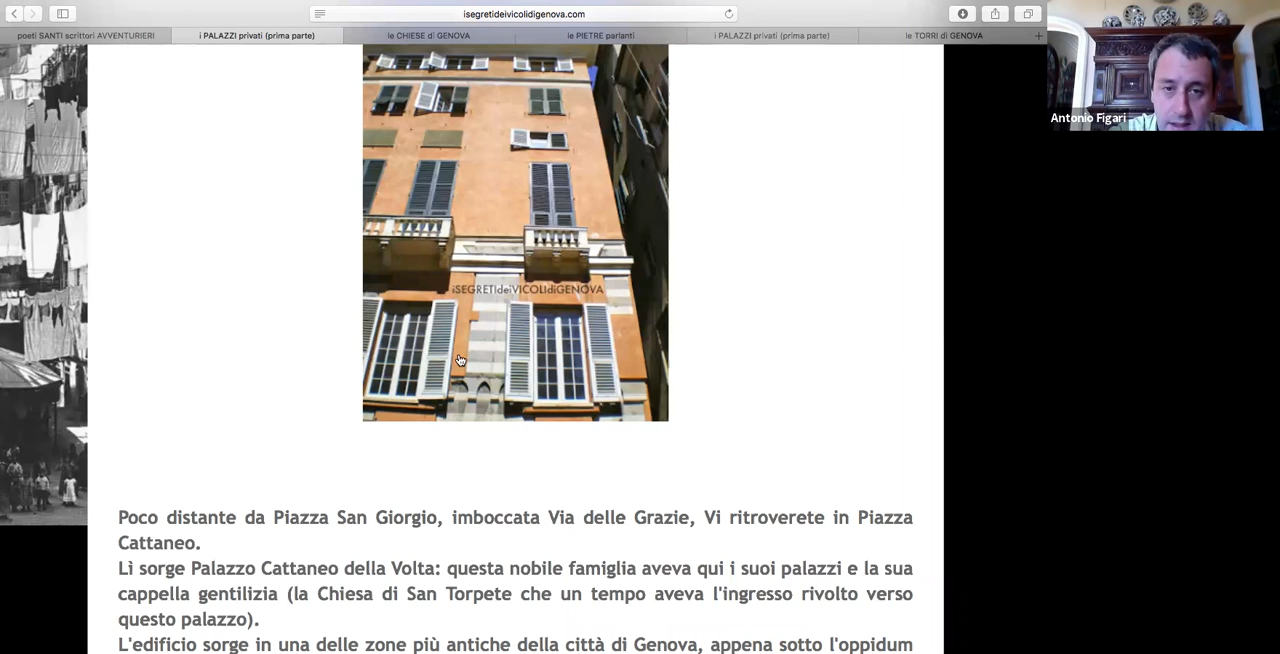 isegretideivicolidigenova.com
poeti SANTI scrittori AVVENTURIERI
i PALAZZI privati (prima parte)
le CHIESE di GENOVA
le PIETRE parlanti
i PALAZZI privati (prima parte)
le TORRI di GENOVA
Antonio Figari
iSEGRETIdeiVICOLIdiGENOVA
Poco distante da Piazza San Giorgio, imboccata Via delle Grazie, Vi ritroverete in Piazza
Cattaneo.
Lì sorge Palazzo Cattaneo della Volta: questa nobile famiglia aveva qui i suoi palazzi e la sua
cappella gentilizia (la Chiesa di San Torpete che un tempo aveva l'ingresso rivolto verso
questo palazzo).
L'edificio sorge in una delle zone più antiche della città di Genova, appena sotto l'oppidum